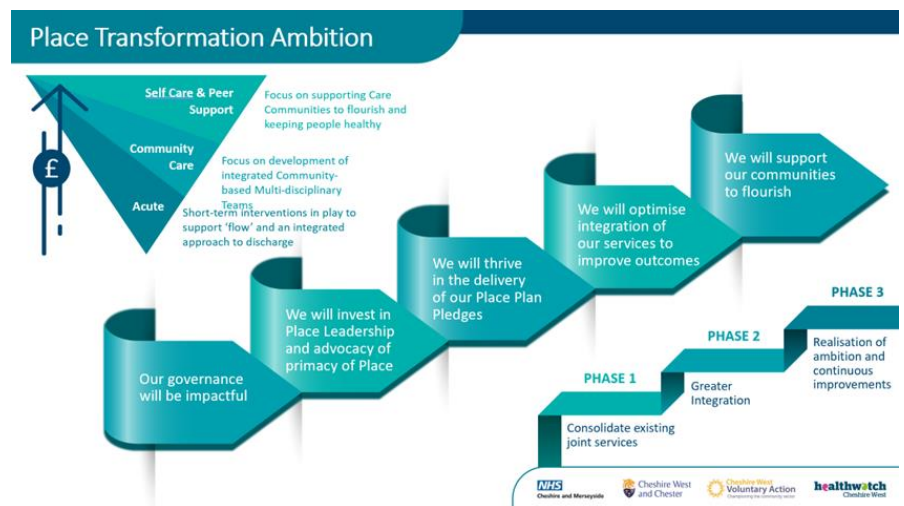 Place Transformation Ambition
£
Self Care & Peer
Support
Focus on supporting Care
Communities to flourish and
keeping people healthy
Community
Care
Focus on development of
integrated Community-
based Multi-disciplinary
Teams
Acute
Short-term interventions in play to
support 'flow' and an integrated
approach to discharge
Our governance
will be impactful
We will invest in
Place Leadership
and advocacy of
primacy of Place
We will thrive
in the delivery
of our Place Plan
Pledges
We will optimise
integration of
our services to
improve outcomes
We will support
our communities
to flourish
PHASE 1
Consolidate existing
joint services
PHASE 2
Greater
Integration
PHASE 3
Realisation of
ambition and
continuous
improvements
NHS
Cheshire and Merseyside
Cheshire West
and Chester
Cheshire West
Voluntary Action
Championing the community sector
healthwatch
Cheshire West